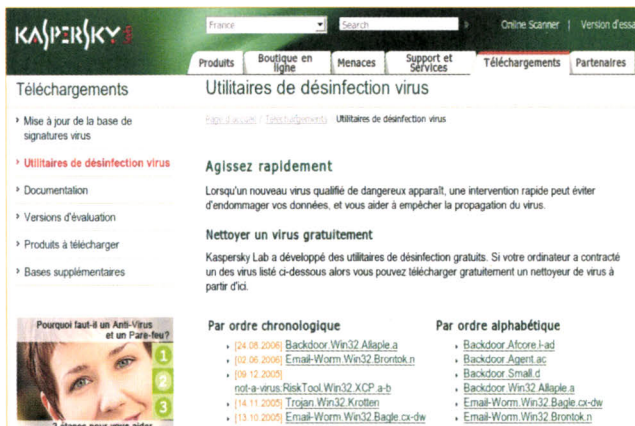 KASPERSKY
France
Search
Online Scanner | Version d'essa
Produits
Boutique en ligne
Menaces
Support et Services
Téléchargements
Partenaires
Téléchargements
Mise à jour de la base de
signatures virus
Utilitaires de désinfection virus
Documentation
Versions d'évaluation
Produits à télécharger
Bases supplémentaires
Pourquoi faut-il un Anti-Virus
et un Pare-feu?
1
2
3
3 étapes pour vous aider
Utilitaires de désinfection virus
Page d'accueil / Téléchargements / Utilitaires de désinfection virus
Agissez rapidement
Lorsqu'un nouveau virus qualifié de dangereux apparaît, une intervention rapide peut éviter
d'endommager vos données, et vous aider à empêcher la propagation du virus.
Nettoyer un virus gratuitement
Kaspersky Lab a développé des utilitaires de désinfection gratuits. Si votre ordinateur a contracté
un des virus listé ci-dessous alors vous pouvez télécharger gratuitement un nettoyeur de virus à
partir d'ici.
Par ordre chronologique
[24.08.2006] Backdoor.Win32.Allaple.a
[02.06.2006] Email-Worm.Win32.Brontok.n
[09.12.2005]
not-a-virus:RiskTool.Win32.XCP.a-b
[14.11.2005] Trojan.Win32.Krotten
[13.10.2005] Email-Worm.Win32.Bagle.cx-dw
Par ordre alphabétique
Backdoor.Afcore.l-ad
Backdoor.Agent.ac
Backdoor.Small.d
Backdoor.Win32.Allaple.a
Email-Worm.Win32.Bagle.cx-dw
Email-Worm.Win32.Brontok.n